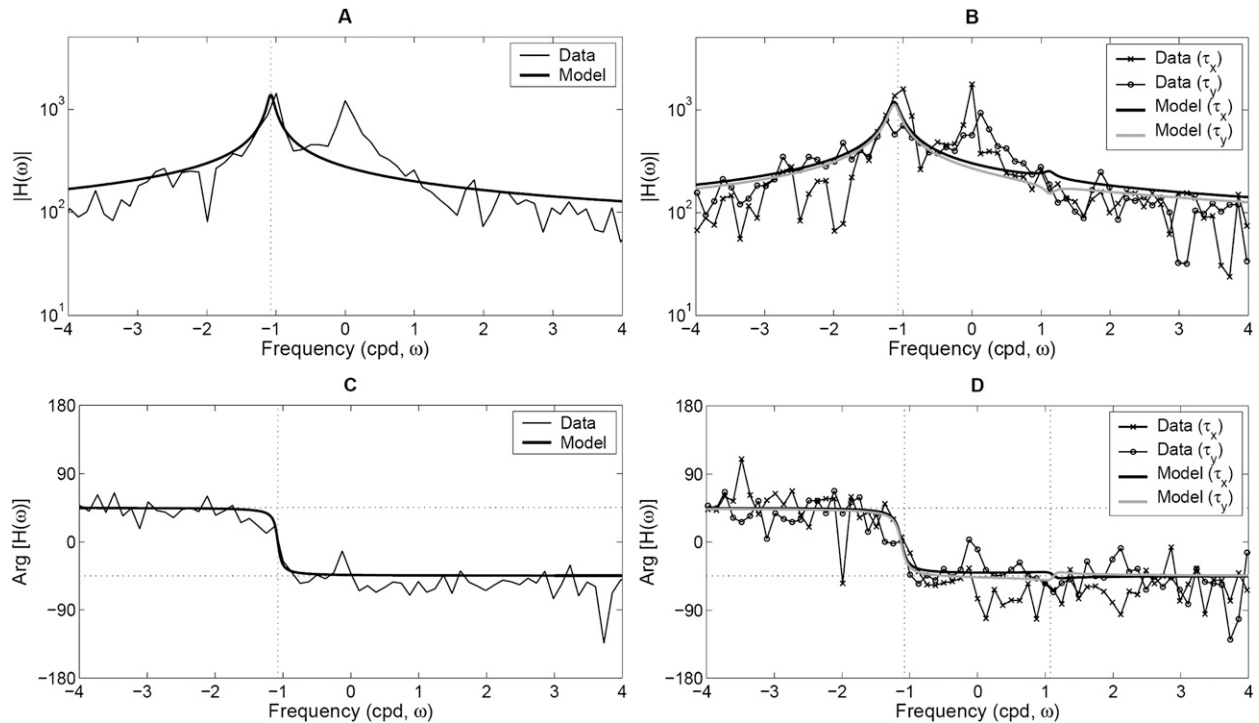 A
|H(ω)|
10^3
10^2
10^1
Data
Model
−4 −3 −2 −1 0 1 2 3 4
Frequency (cpd, ω)
B
|H(ω)|
10^3
10^2
10^1
Data (τ_x)
Data (τ_y)
Model (τ_x)
Model (τ_y)
−4 −3 −2 −1 0 1 2 3 4
Frequency (cpd, ω)
C
Arg [H(ω)]
180
90
0
−90
−180
Data
Model
−4 −3 −2 −1 0 1 2 3 4
Frequency (cpd, ω)
D
Arg [H(ω)]
180
90
0
−90
−180
Data (τ_x)
Data (τ_y)
Model (τ_x)
Model (τ_y)
−4 −3 −2 −1 0 1 2 3 4
Frequency (cpd, ω)